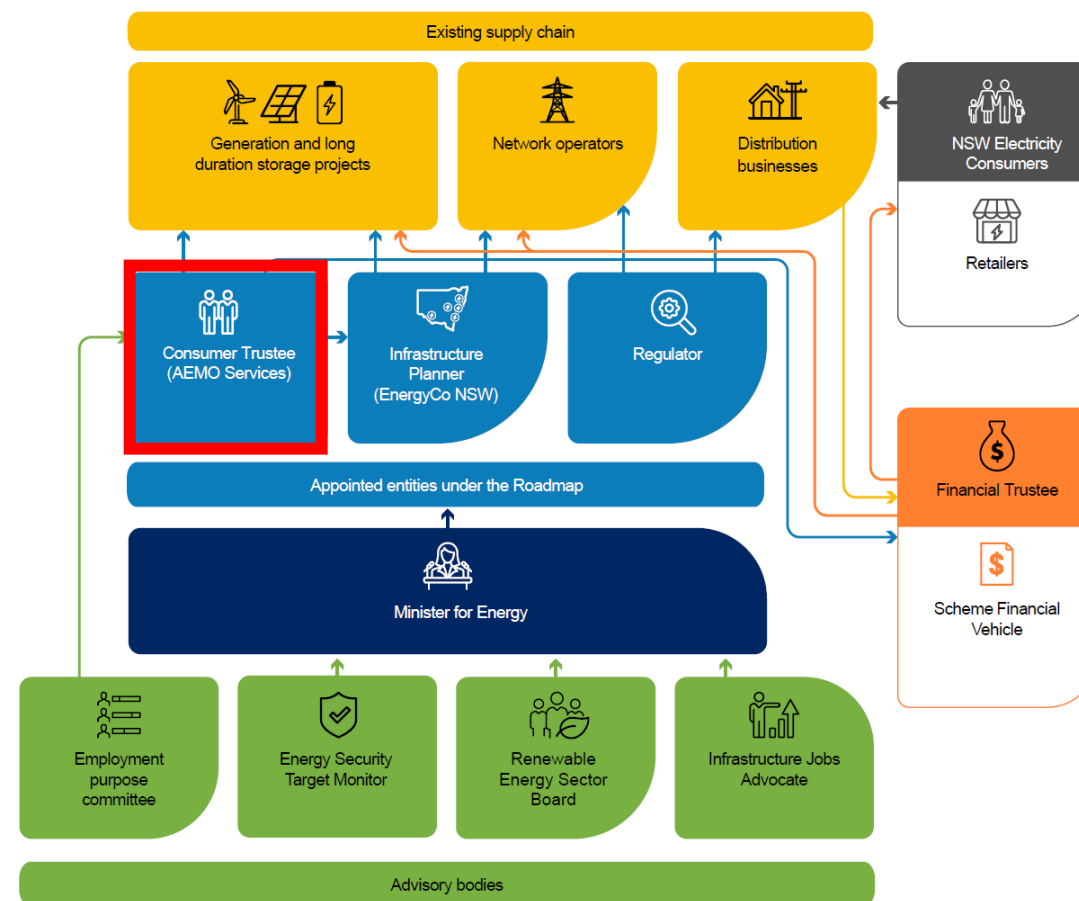 Existing supply chain
Generation and long
duration storage projects
Network operators
Distribution
businesses
NSW Electricity
Consumers
Retailers
Consumer Trustee
(AEMO Services)
Infrastructure
Planner
(EnergyCo NSW)
Regulator
Financial Trustee
Scheme Financial
Vehicle
Appointed entities under the Roadmap
Minister for Energy
Employment
purpose
committee
Energy Security
Target Monitor
Renewable
Energy Sector
Board
Infrastructure Jobs
Advocate
Advisory bodies